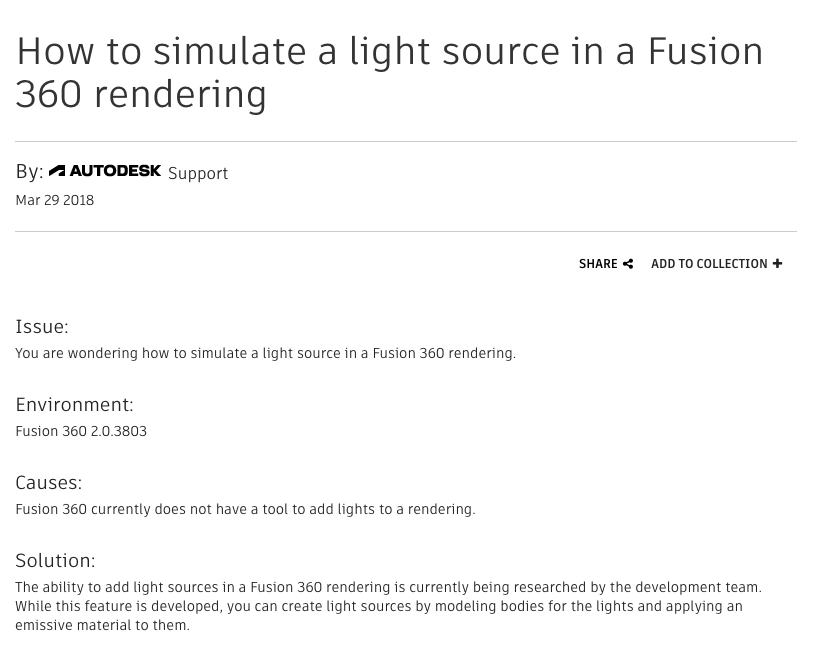 How to simulate a light source in a Fusion
360 rendering
By: AUTODESK Support
Mar 29 2018
SHARE ADD TO COLLECTION +
Issue:
You are wondering how to simulate a light source in a Fusion 360 rendering.
Environment:
Fusion 360 2.0.3803
Causes:
Fusion 360 currently does not have a tool to add lights to a rendering.
Solution:
The ability to add light sources in a Fusion 360 rendering is currently being researched by the development team.
While this feature is developed, you can create light sources by modeling bodies for the lights and applying an
emissive material to them.